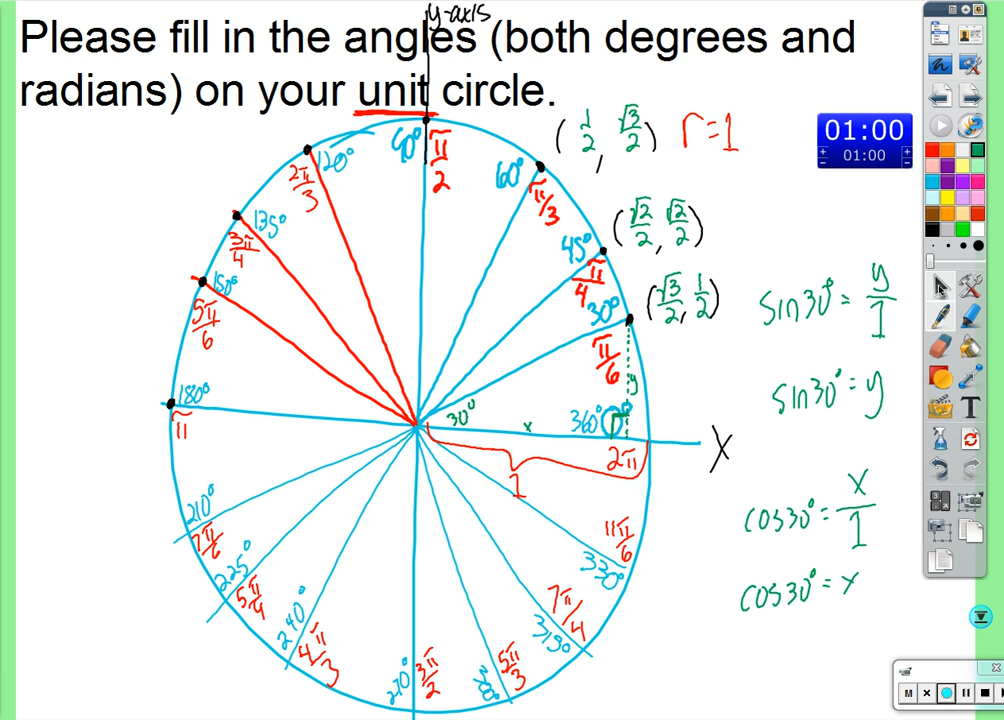 y-axis
Please fill in the angles (both degrees and
radians) on your unit circle.
(1/2, √3/2) r=1
01:00
01:00
90°
π/2
120°
2π/3
60°
π/3
135°
3π/4
(√2/2, √2/2)
45°
π/4
150°
5π/6
(√3/2, 1/2)
30°
π/6
sin30° = y/1
sin30° = y
180°
π
30°
x
y
360° 0°
2π
X
1
cos30° = x/1
cos30° = x
210°
7π/6
11π/6
330°
225°
5π/4
7π/4
315°
240°
4π/3
270°
3π/2
300°
5π/3
M